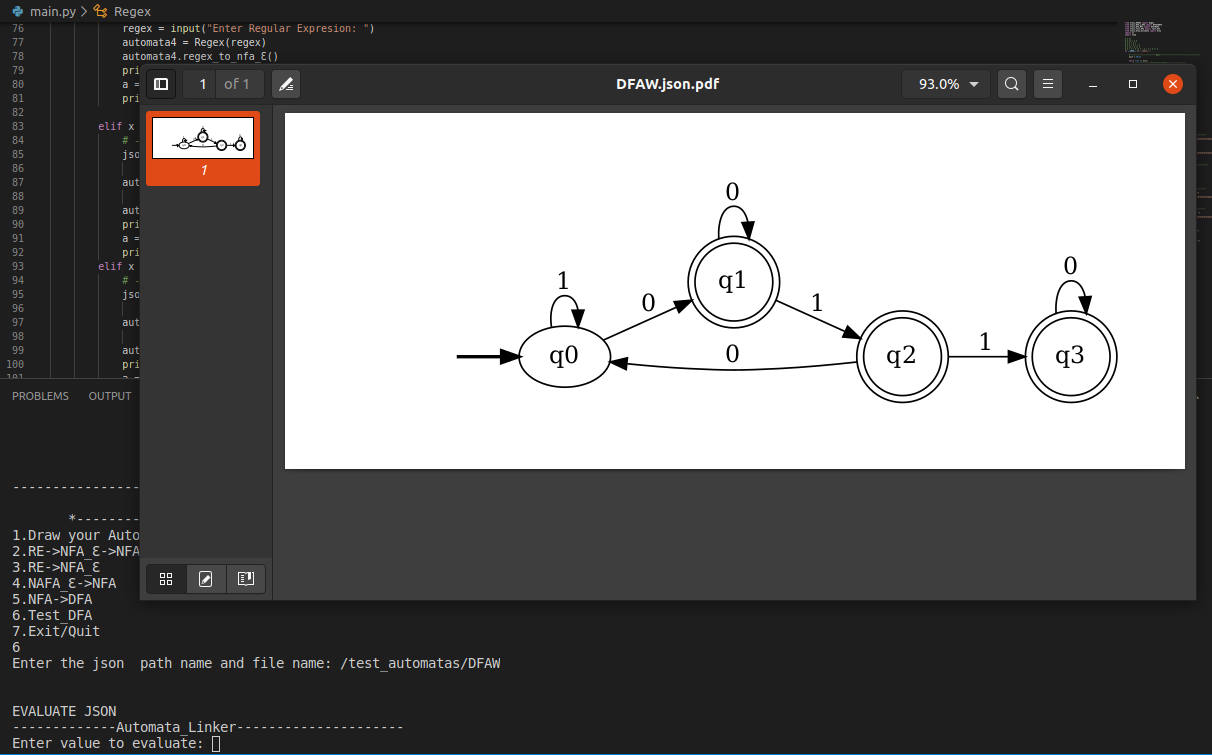 main.py > Regex
76 regex = input("Enter Regular Expresion: ")
77 automata4 = Regex(regex)
78 automata4.regex_to_nfa_Ɛ()
79 pri
80 a =
81 pri
82
83 elif x
84 # -
85 jso
86
87 aut
88
89 aut
90 pri
91 a =
92 pri
93 elif x
94 # -
95 jso
96
97 aut
98
99 aut
100 pri
101 a =
1 of 1
DFAW.json.pdf
93.0%
1
0
0
1
0
q1
0
1
q0
0
q2
1
q3
PROBLEMS OUTPUT
----------------
*--------
1.Draw your Auto
2.RE->NFA_Ɛ->NFA
3.RE->NFA_Ɛ
4.NAFA_Ɛ->NFA
5.NFA->DFA
6.Test_DFA
7.Exit/Quit
6
Enter the json  path name and file name: /test_automatas/DFAW
EVALUATE JSON
-------------Automata_Linker---------------------
Enter value to evaluate: